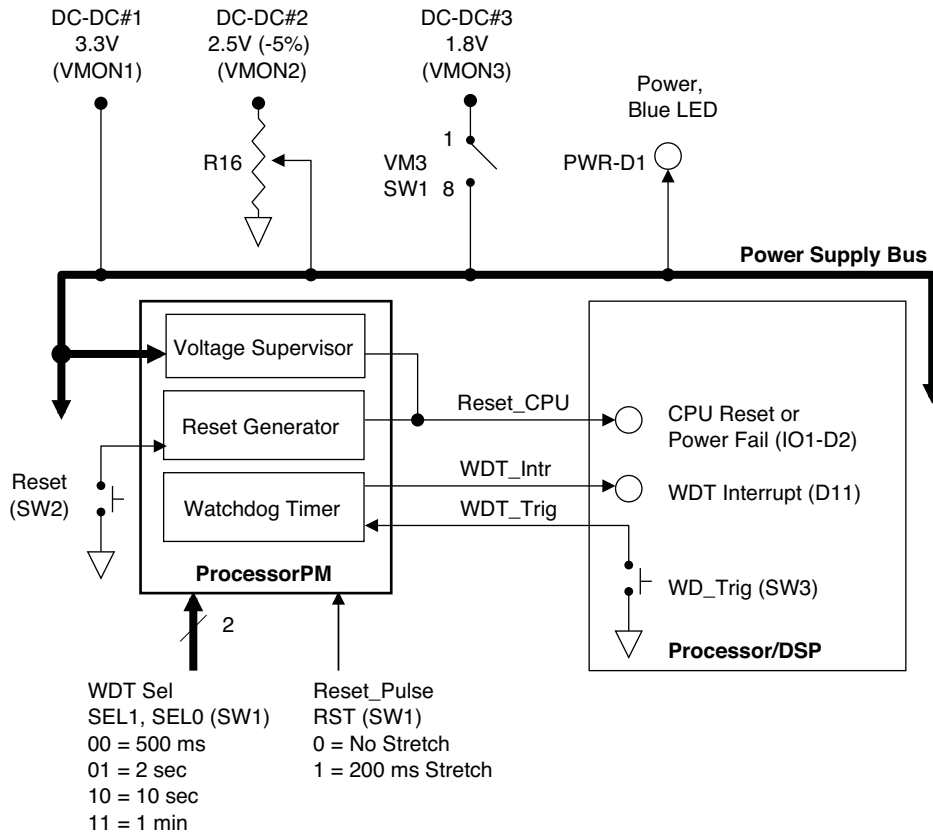 DC-DC#1
3.3V
(VMON1)
DC-DC#2
2.5V (-5%)
(VMON2)
DC-DC#3
1.8V
(VMON3)
Power,
Blue LED
R16
1
VM3
SW1 8
PWR-D1
Power Supply Bus
Voltage Supervisor
Reset Generator
Watchdog Timer
ProcessorPM
Reset
(SW2)
Reset_CPU
WDT_Intr
WDT_Trig
CPU Reset or
Power Fail (IO1-D2)
WDT Interrupt (D11)
WD_Trig (SW3)
Processor/DSP
2
WDT Sel
SEL1, SEL0 (SW1)
00 = 500 ms
01 = 2 sec
10 = 10 sec
11 = 1 min
Reset_Pulse
RST (SW1)
0 = No Stretch
1 = 200 ms Stretch